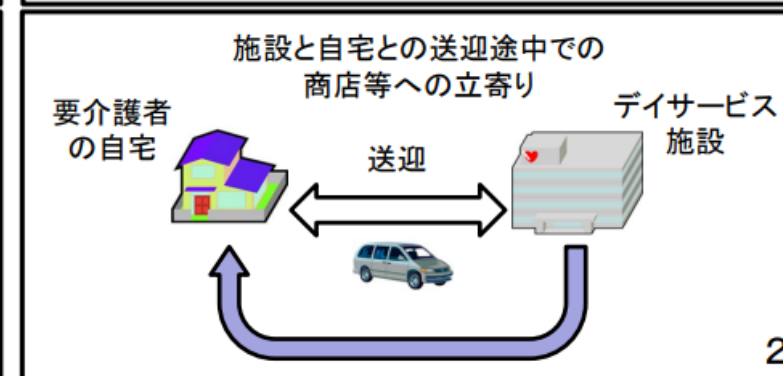 施設と自宅との送迎途中での
商店等への立寄り
要介護者
の自宅
送迎
デイサービス
施設
2